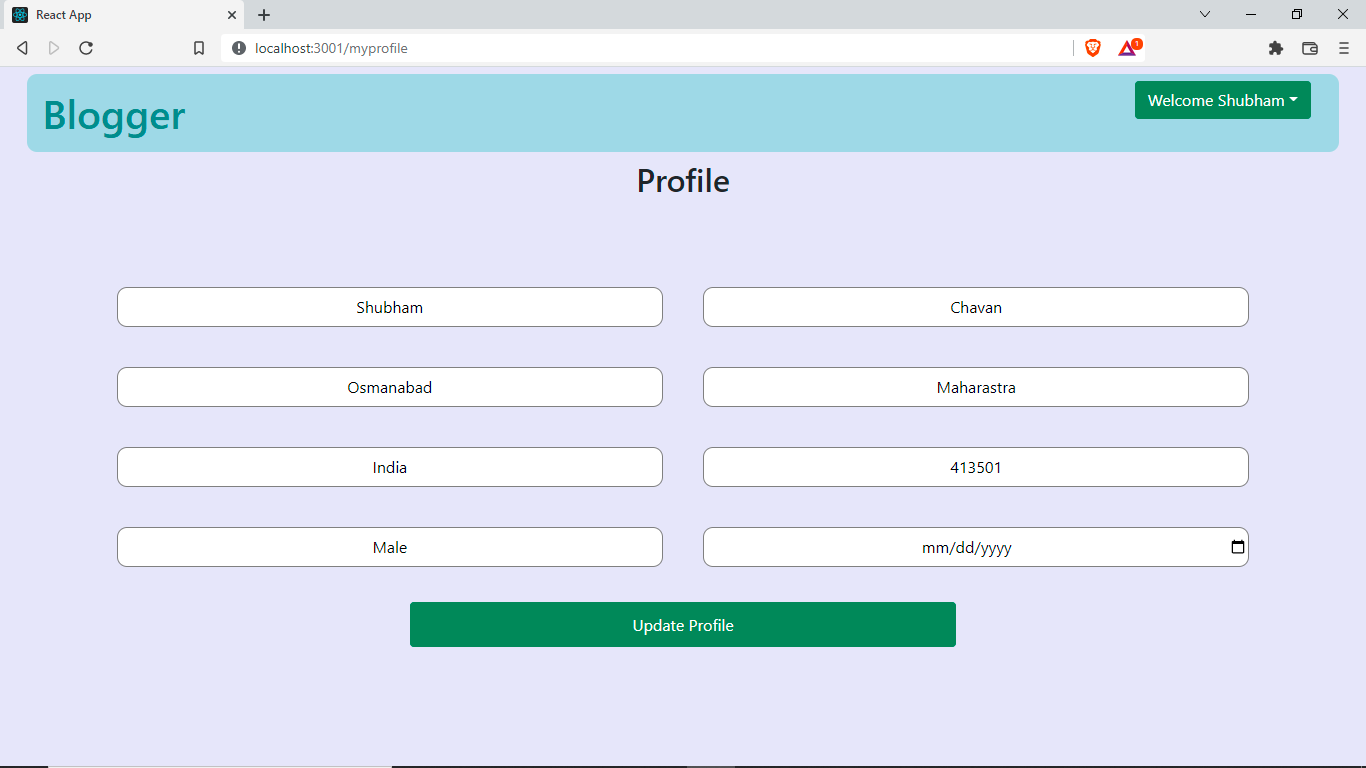 React App
localhost:3001/myprofile
1
Blogger
Welcome Shubham
Profile
Shubham
Chavan
Osmanabad
Maharastra
India
413501
Male
mm/dd/yyyy
Update Profile